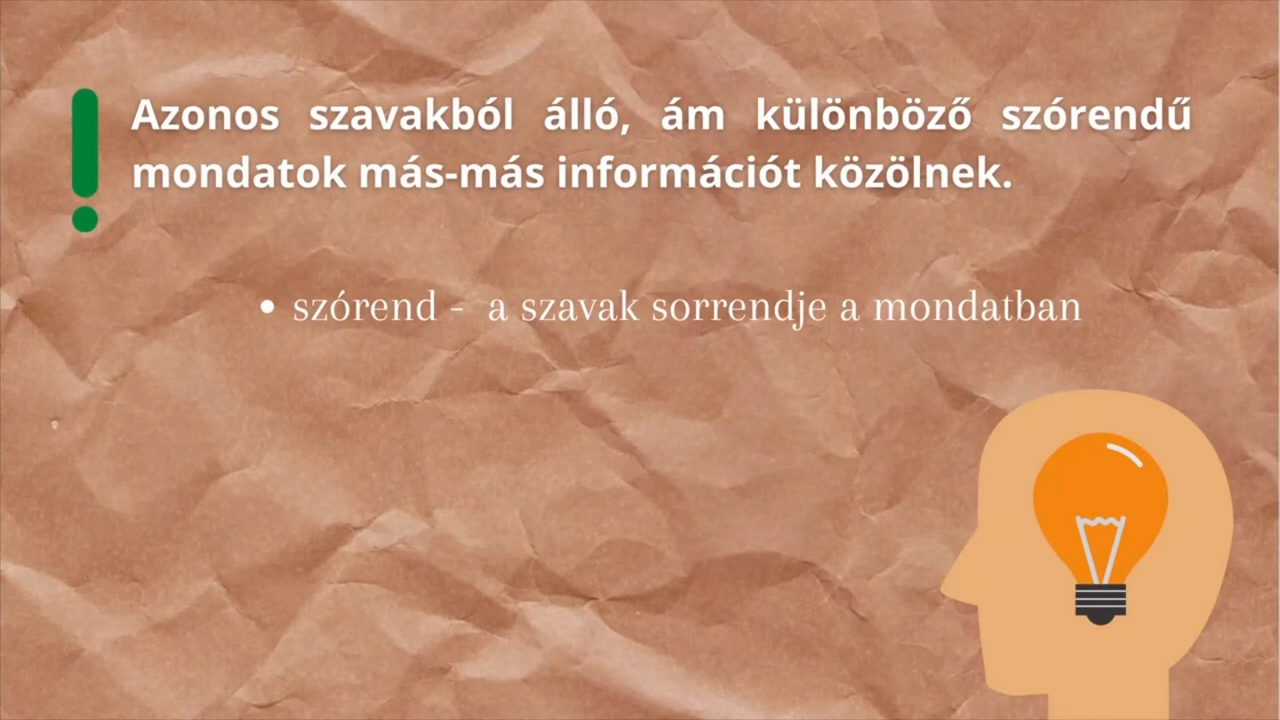 Azonos szavakból álló, ám különböző szórendű
mondatok más-más információt közölnek.
• szórend - a szavak sorrendje a mondatban